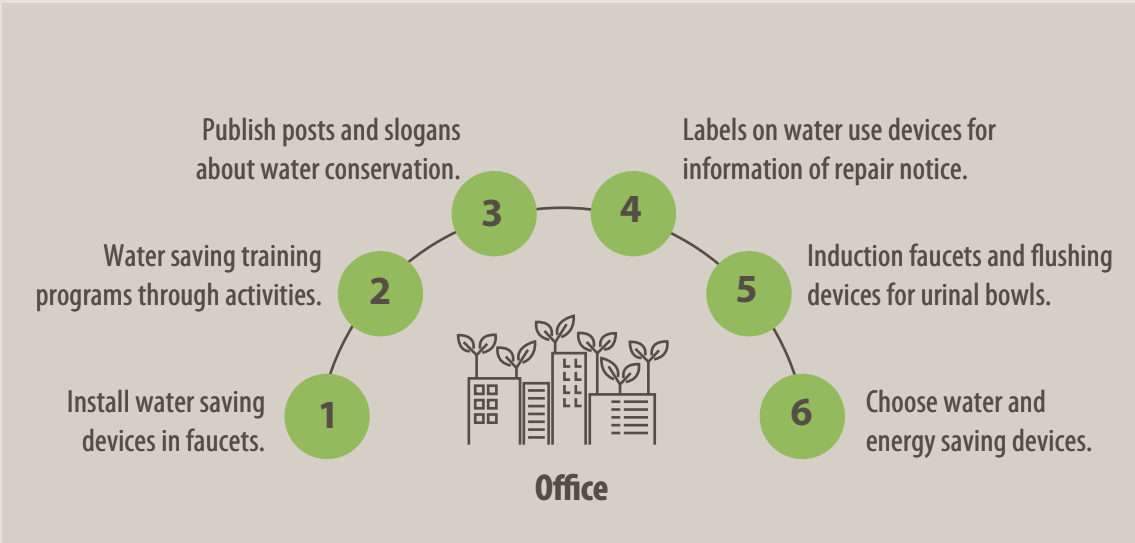 1
Install water saving
devices in faucets.
2
Water saving training
programs through activities.
3
Publish posts and slogans
about water conservation.
4
Labels on water use devices for
information of repair notice.
5
Induction faucets and flushing
devices for urinal bowls.
6
Choose water and
energy saving devices.
Office